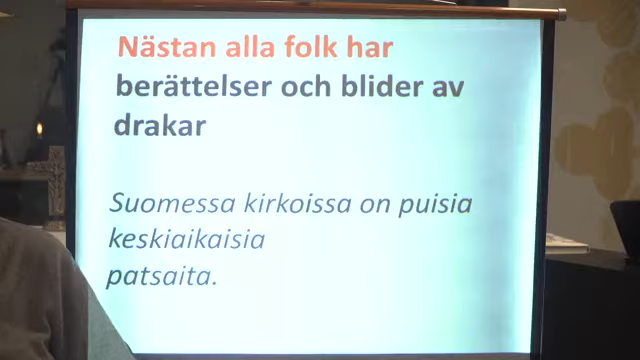 Nästan alla folk har
berättelser och blider av
drakar
Suomessa kirkoissa on puisia
keskiaikaisia
patsaita.